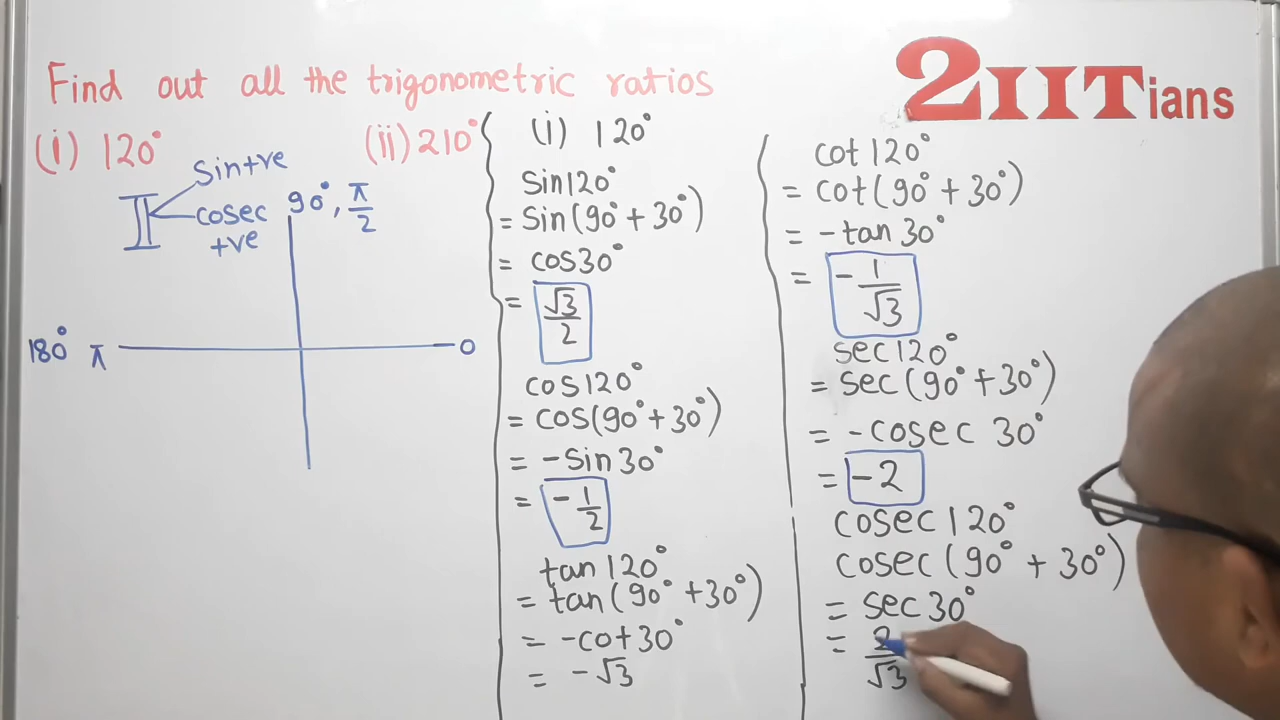 Find out all the trigonometric ratios
2IITians
(i) 120°
(ii) 210°
II
Sin+ve
cosec
+ve
90°, π/2
180° π
0
(i) 120°
Sin120°
= Sin(90° + 30°)
= cos30°
= √3/2
cos120°
= cos(90° + 30°)
= -Sin30°
= -1/2
tan120°
= tan(90° +30°)
= -cot30°
= -√3
cot120°
= cot(90° + 30°)
= -tan30°
= -1/√3
sec120°
= sec(90° +30°)
= -cosec 30°
= -2
cosec120°
cosec(90° + 30°)
= sec30°
= 2/√3